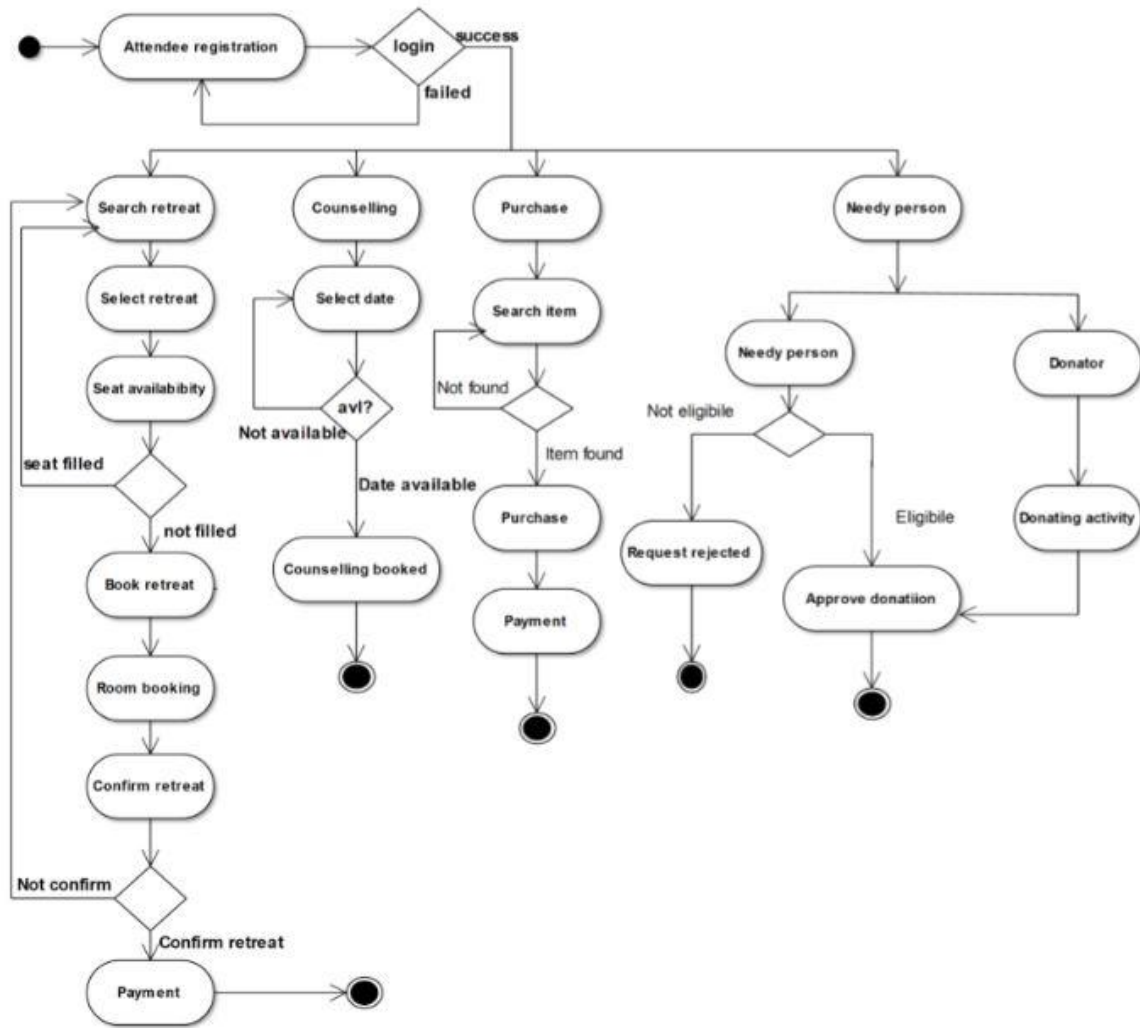 Attendee registration
login
success
failed
Search retreat
Counselling
Purchase
Needy person
Select retreat
Select date
Search item
Needy person
Donator
Seat availabibity
avl?
Not found
Not eligibile
Not available
seat filled
Item found
Date available
not filled
Purchase
Eligibile
Donating activity
Request rejected
Counselling booked
Book retreat
Approve donatiion
Payment
Room booking
Confirm retreat
Not confirm
Confirm retreat
Payment